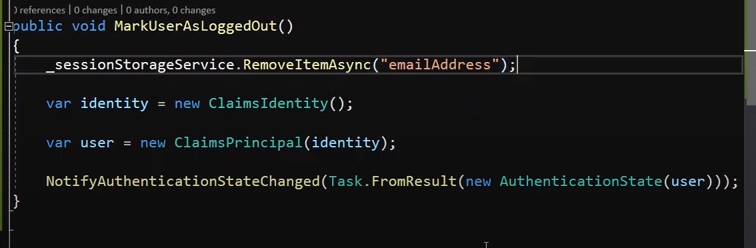 0 references | 0 changes | 0 authors, 0 changes
public void MarkUserAsLoggedOut()
{
_sessionStorageService.RemoveItemAsync("emailAddress");
var identity = new ClaimsIdentity();
var user = new ClaimsPrincipal(identity);
NotifyAuthenticationStateChanged(Task.FromResult(new AuthenticationState(user)));
}